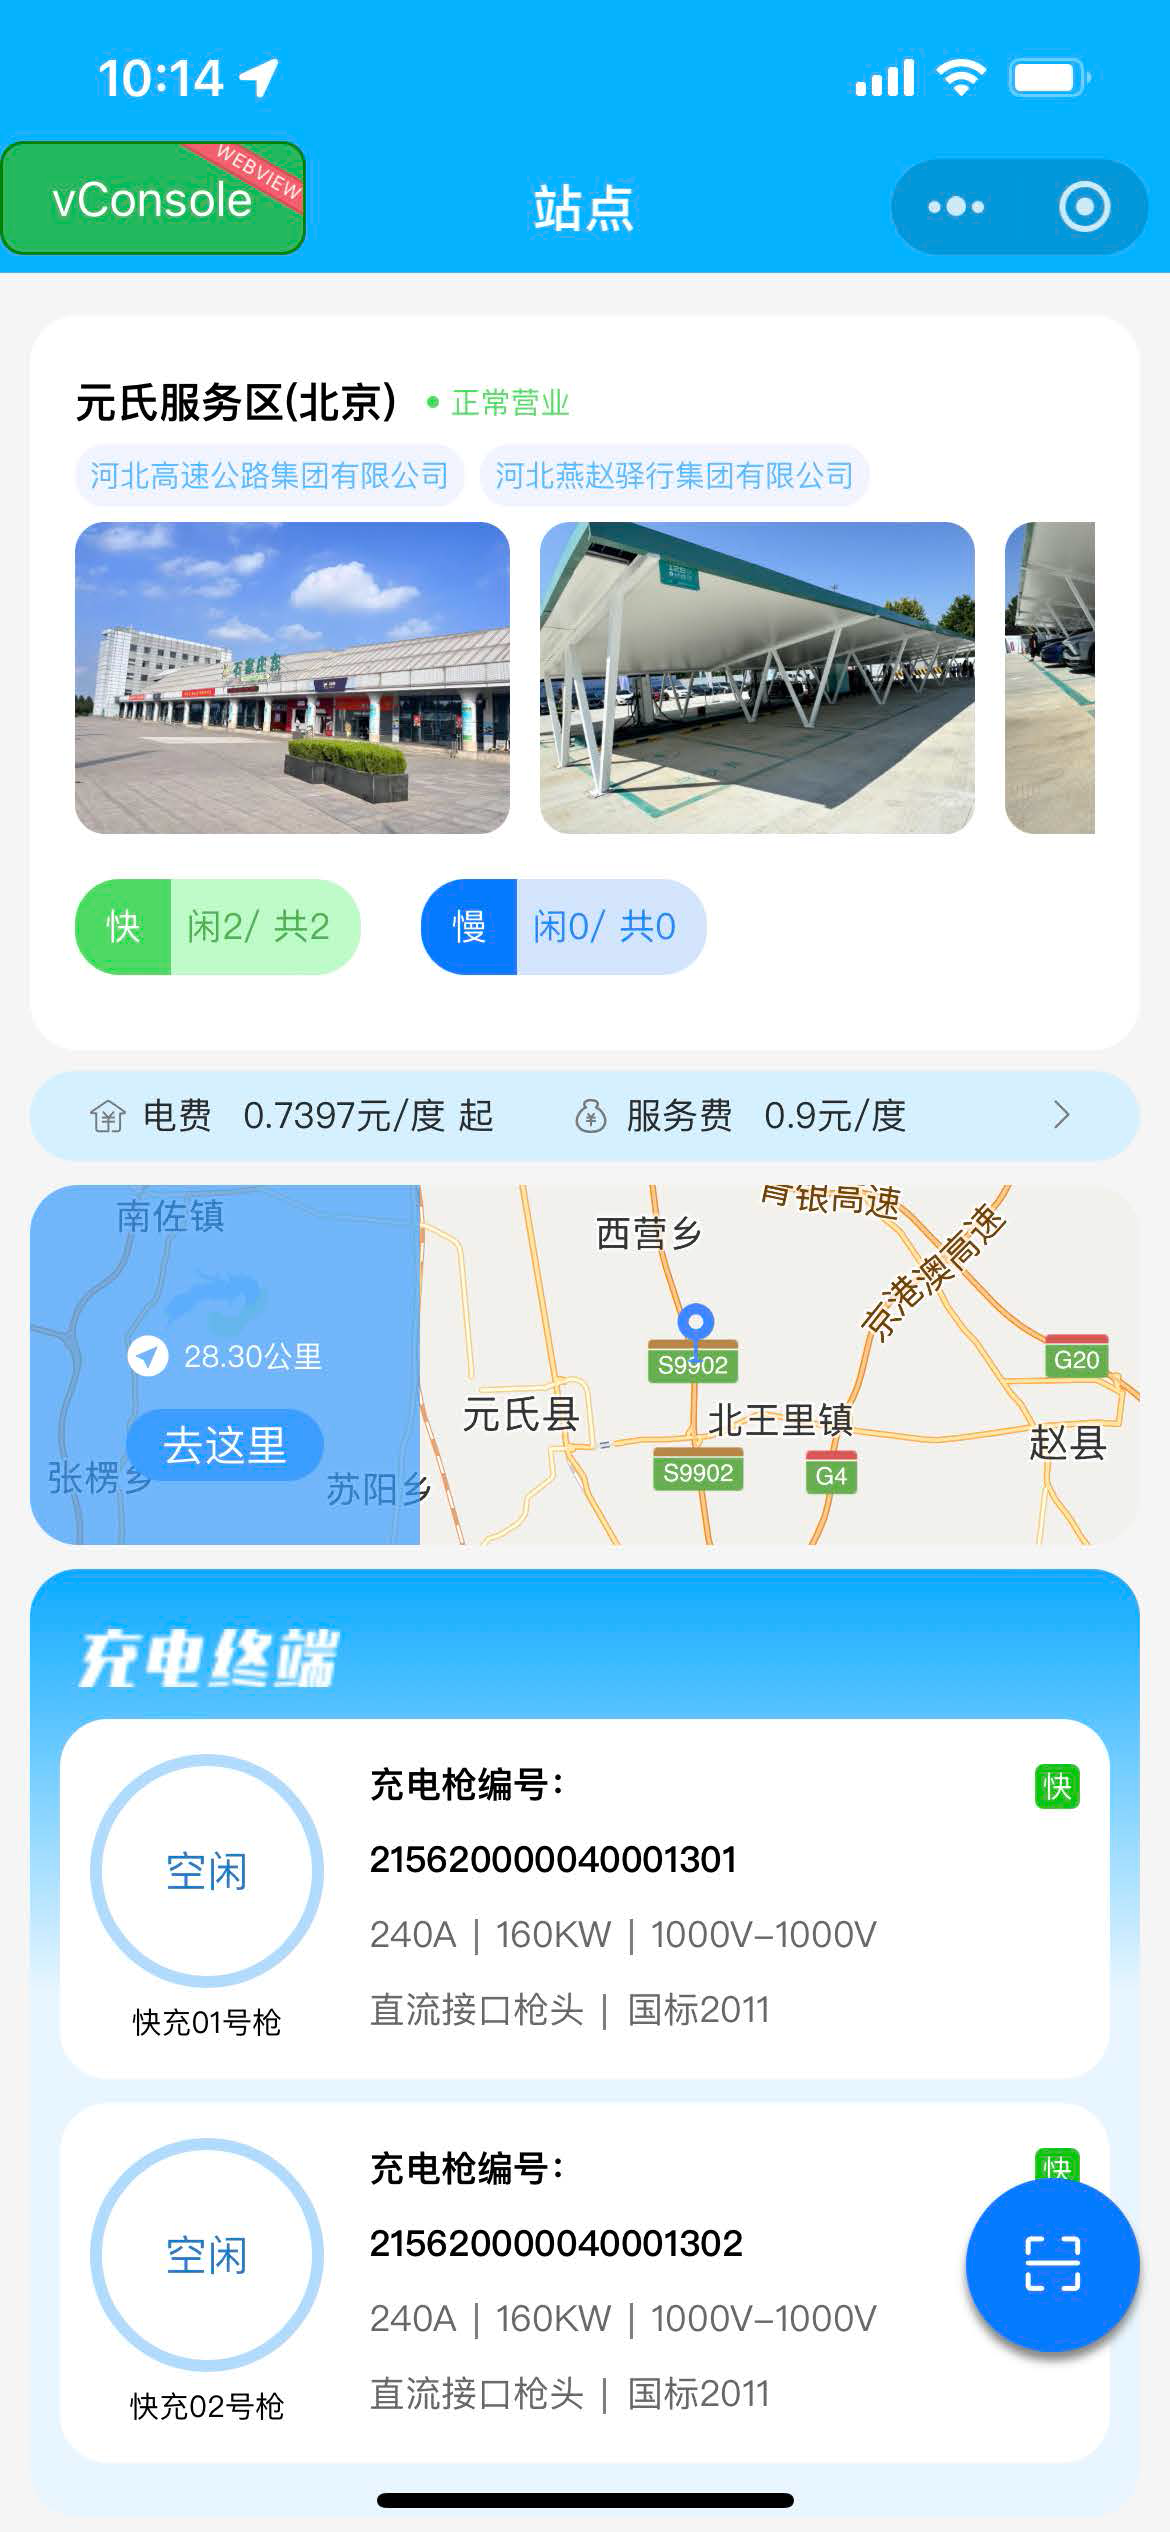 10:14
vConsole
WEBVIEW
站点
元氏服务区(北京)
正常营业
河北高速公路集团有限公司
河北燕赵驿行集团有限公司
石家庄东
快
闲2/ 共2
慢
闲0/ 共0
电费 0.7397元/度 起
服务费 0.9元/度
南佐镇
西营乡
青银高速
京港澳高速
28.30公里
S9902
G20
元氏县
北王里镇
去这里
赵县
张楞乡
苏阳乡
S9902
G4
充电终端
充电枪编号：
快
215620000040001301
空闲
240A | 160KW | 1000V-1000V
直流接口枪头 | 国标2011
快充01号枪
充电枪编号：
快
215620000040001302
空闲
240A | 160KW | 1000V-1000V
直流接口枪头 | 国标2011
快充02号枪